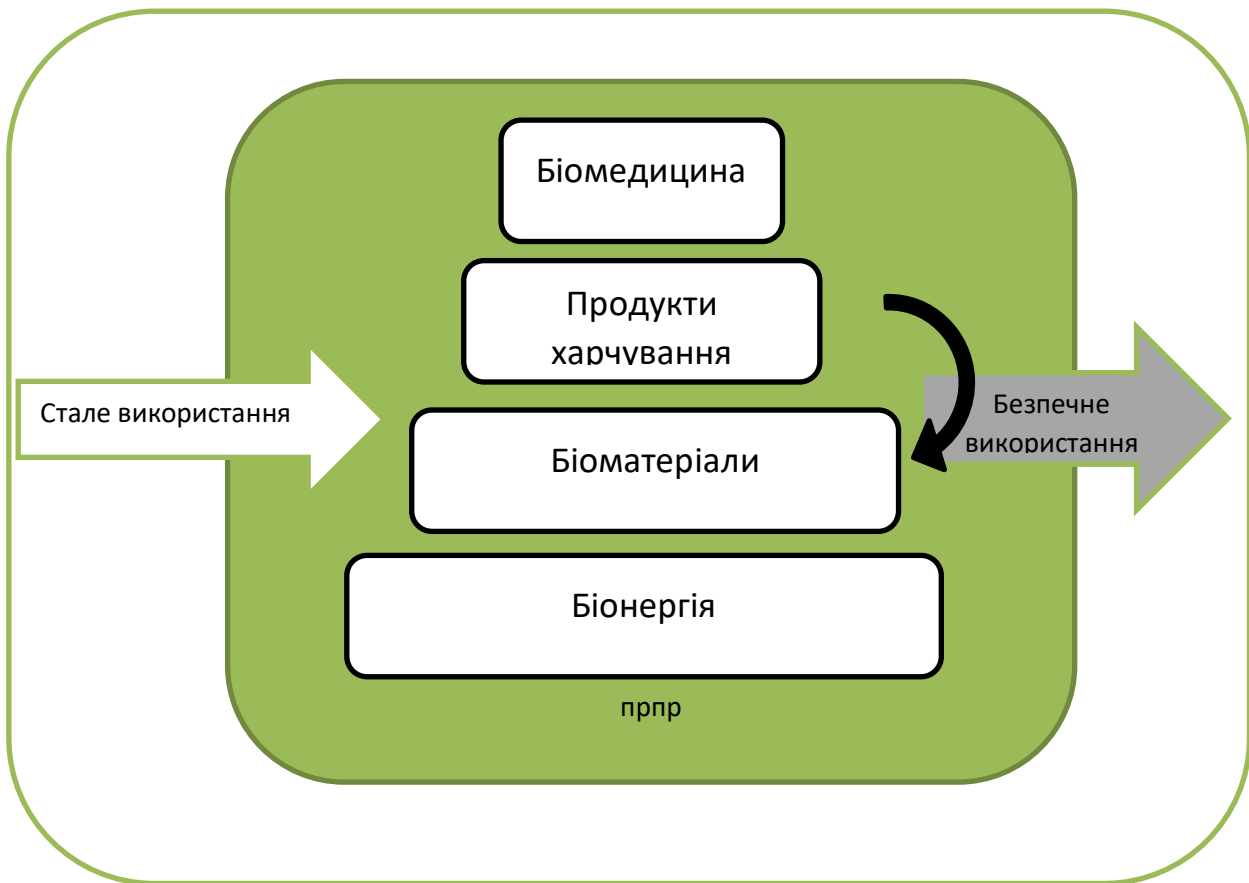 Біомедицина
Продукти
харчування
Стале використання
Безпечне
використання
Біоматеріали
Біонергія
прпр